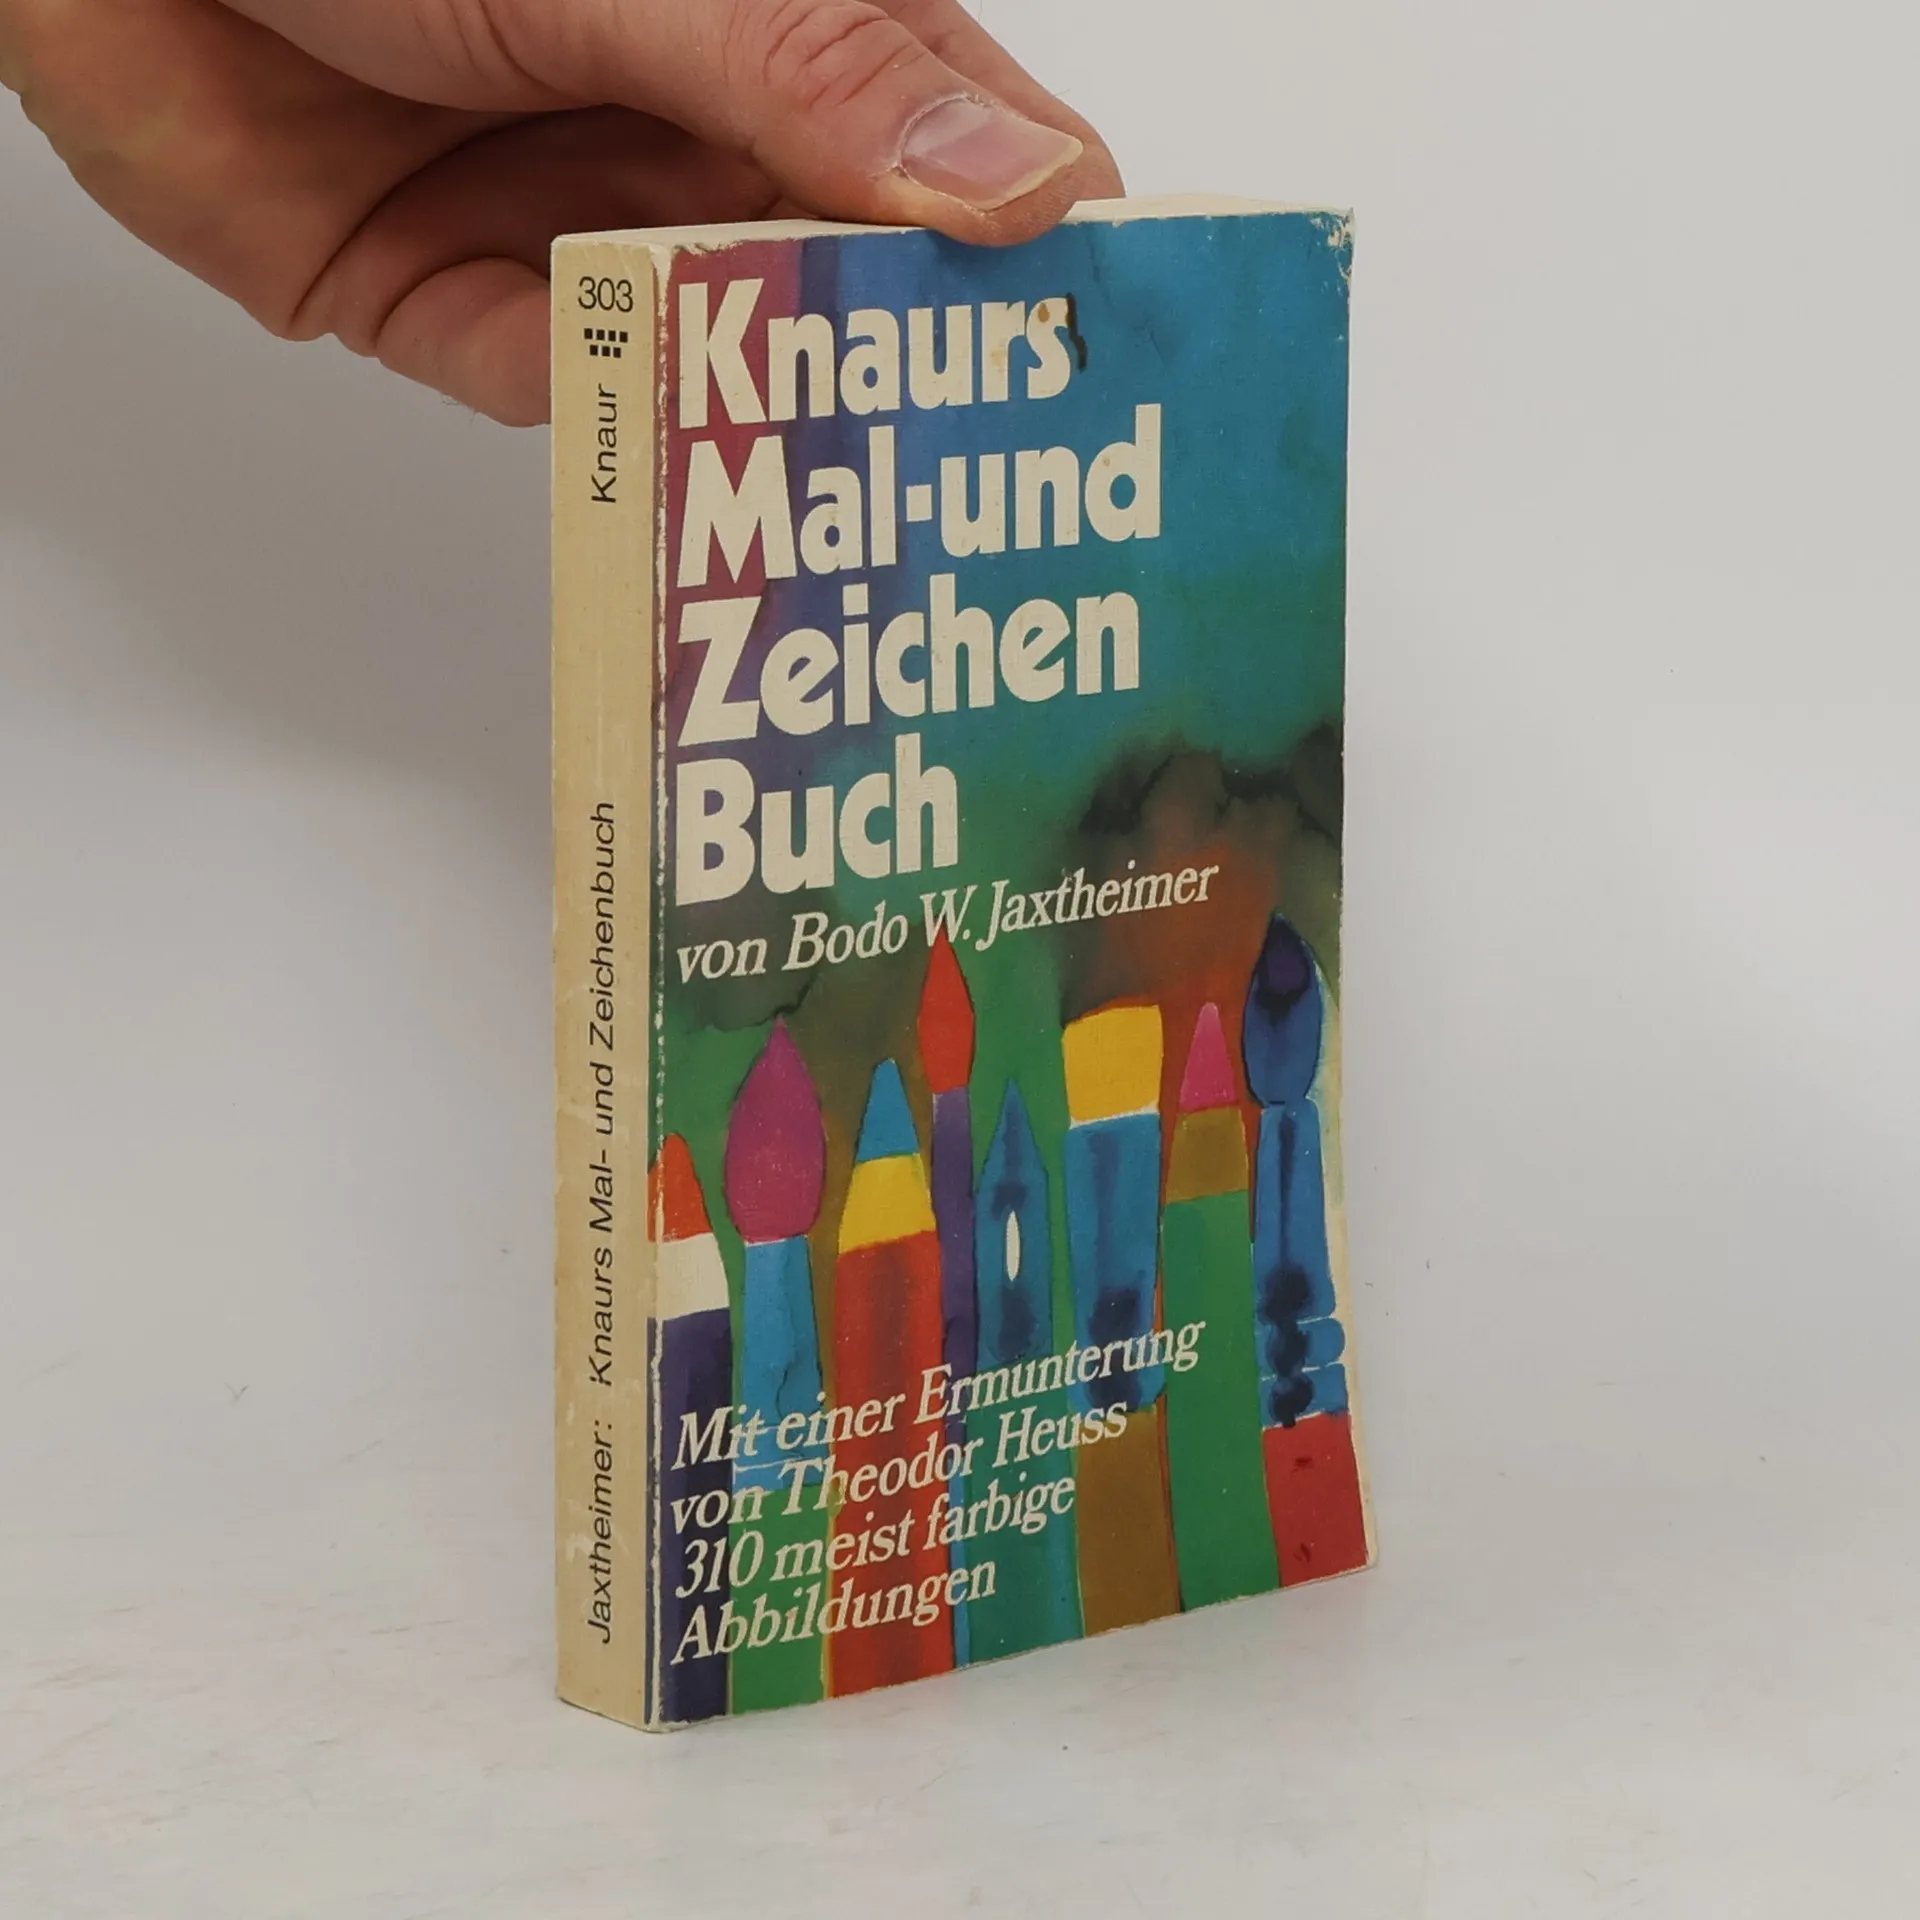 303
Knaur
Jaxtheimer: Knaurs Mal- und Zeichenbuch
Knaurs
Mal-und
Zeichen
Buch
von Bodo W. Jaxtheimer
Mit einer Ermunterung
von Theodor Heuss
310 meist farbige
Abbildungen